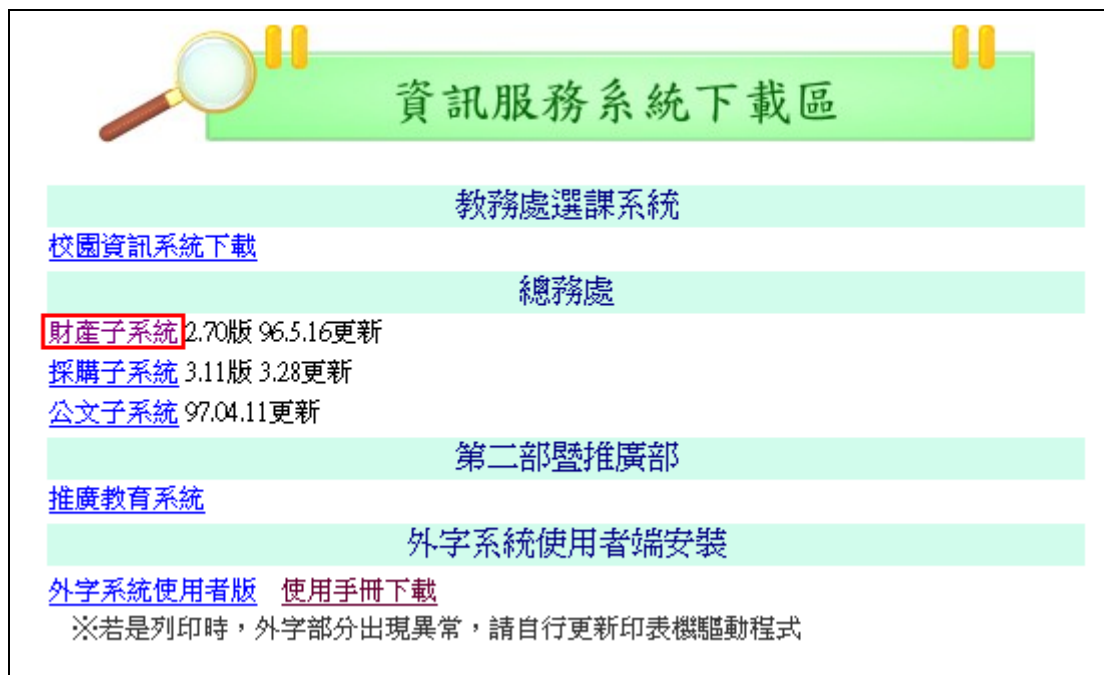 資訊服務系統下載區
教務處選課系統
校園資訊系統下載
總務處
財產子系統 2.70版 96.5.16更新
採購子系統 3.11版 3.28更新
公文子系統 97.04.11更新
第二部暨推廣部
推廣教育系統
外字系統使用者端安裝
外字系統使用者版 使用手冊下載
※若是列印時，外字部分出現異常，請自行更新印表機驅動程式